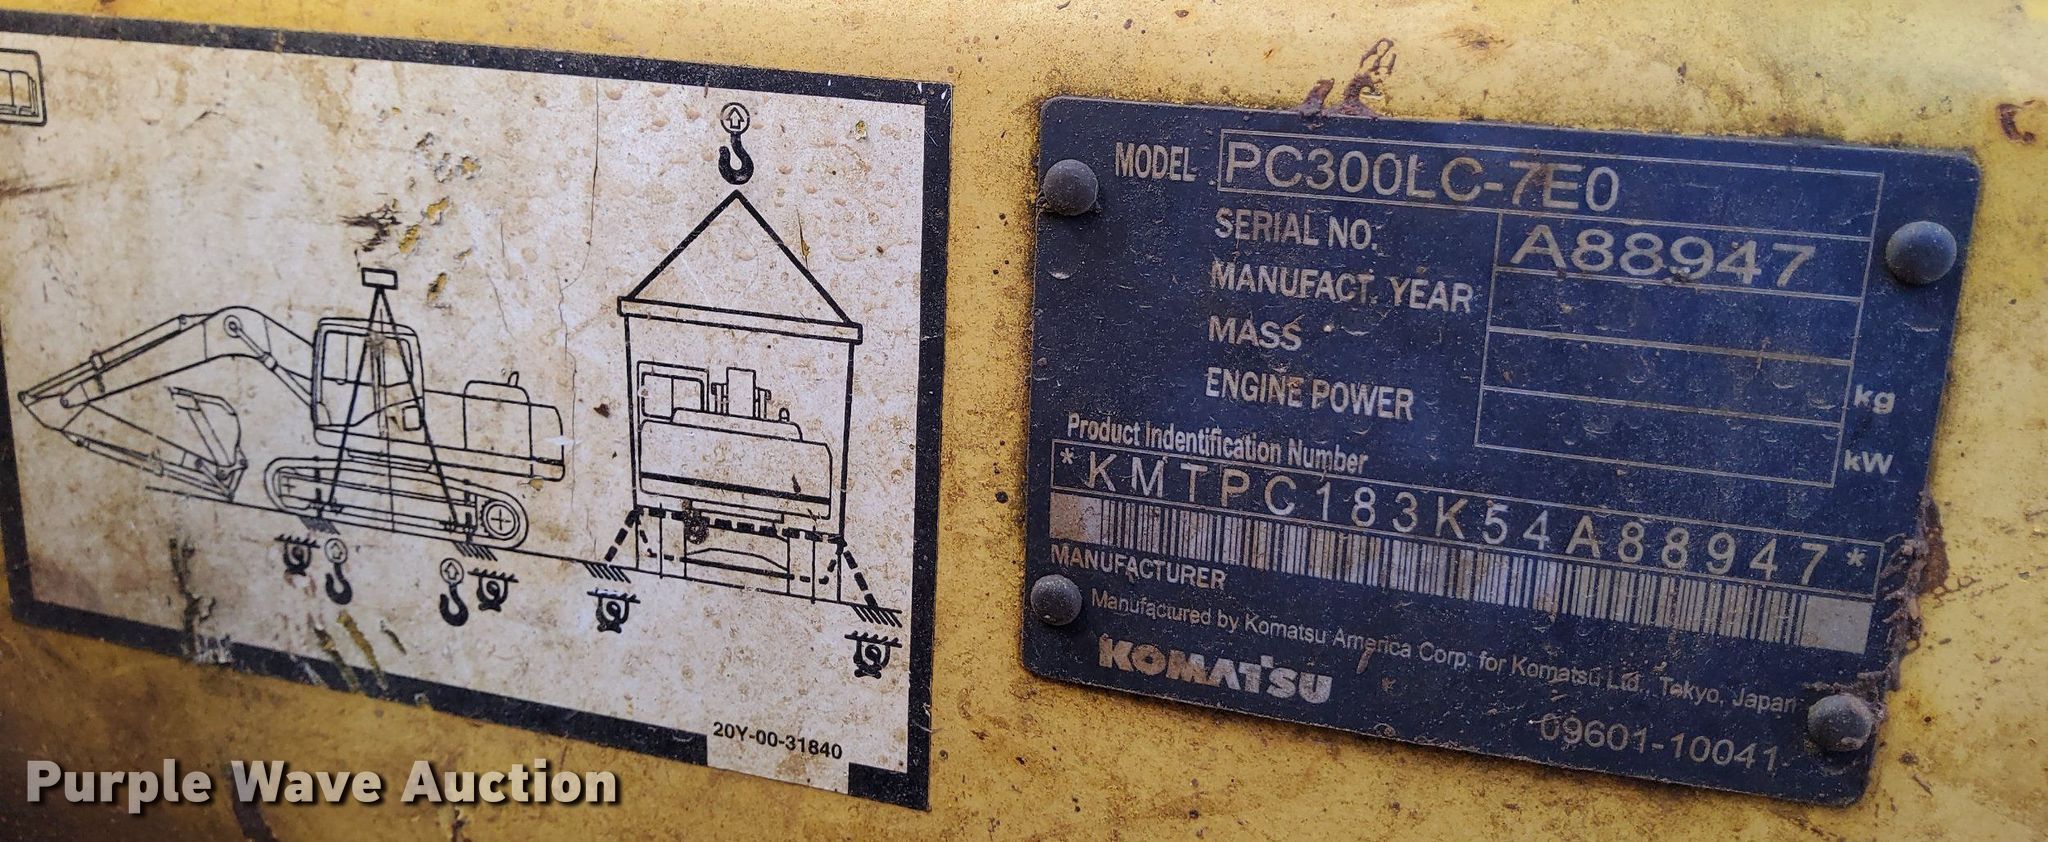 MODEL PC300LC-7E0
SERIAL NO. A88947
MANUFACT. YEAR
MASS kg
ENGINE POWER kW
Product Indentification Number
*KMTPC183K54A88947*
MANUFACTURER
Manufactured by Komatsu America Corp. for Komatsu Ltd., Tokyo, Japan
KOMATSU
09601-10041
20Y-00-31840
Purple Wave Auction